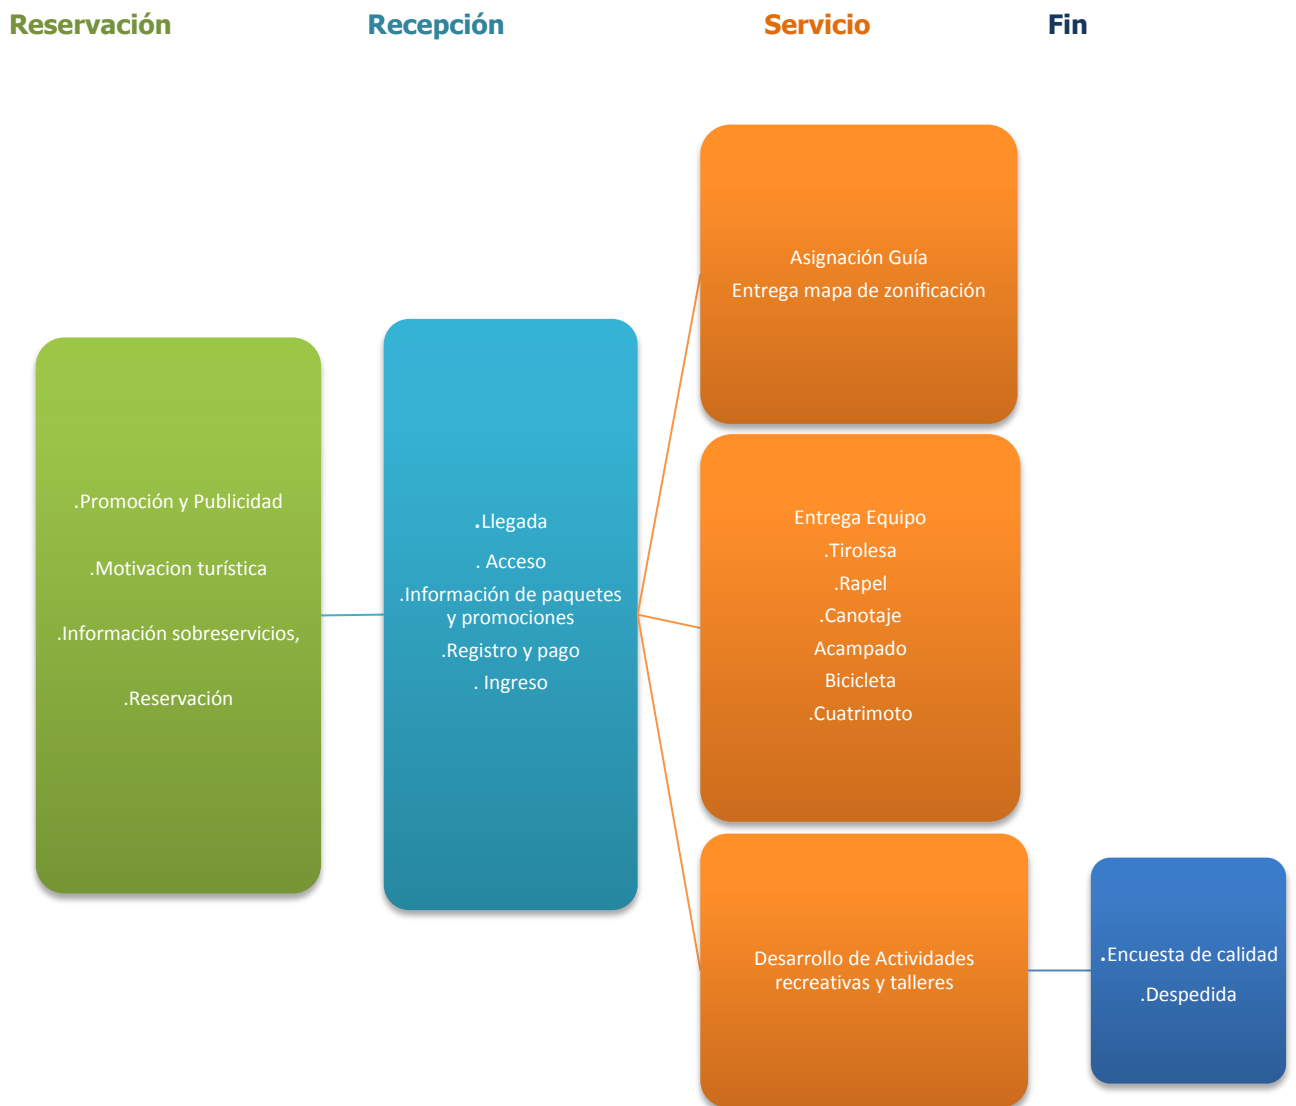 Reservación
Recepción
Servicio
Fin
.Promoción y Publicidad
.Motivacion turística
.Información sobreservicios,
.Reservación
.Llegada
. Acceso
.Información de paquetes
y promociones
.Registro y pago
. Ingreso
Asignación Guía
Entrega mapa de zonificación
Entrega Equipo
.Tirolesa
.Rapel
.Canotaje
Acampado
Bicicleta
.Cuatrimoto
Desarrollo de Actividades
recreativas y talleres
.Encuesta de calidad
.Despedida